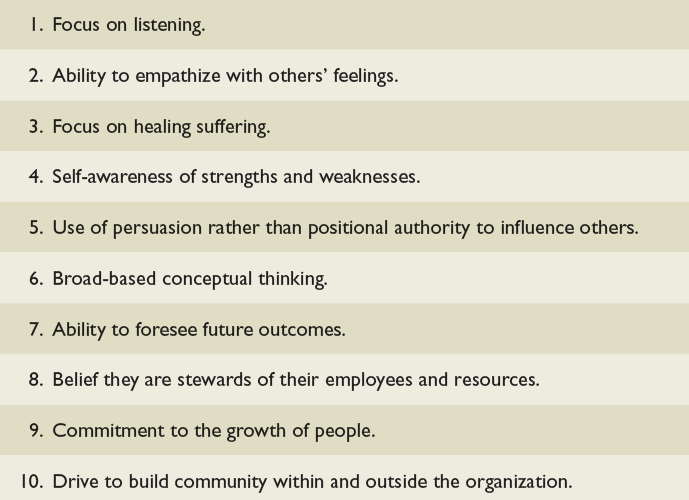 1. Focus on listening.
2. Ability to empathize with others’ feelings.
3. Focus on healing suffering.
4. Self-awareness of strengths and weaknesses.
5. Use of persuasion rather than positional authority to influence others.
6. Broad-based conceptual thinking.
7. Ability to foresee future outcomes.
8. Belief they are stewards of their employees and resources.
9. Commitment to the growth of people.
10. Drive to build community within and outside the organization.